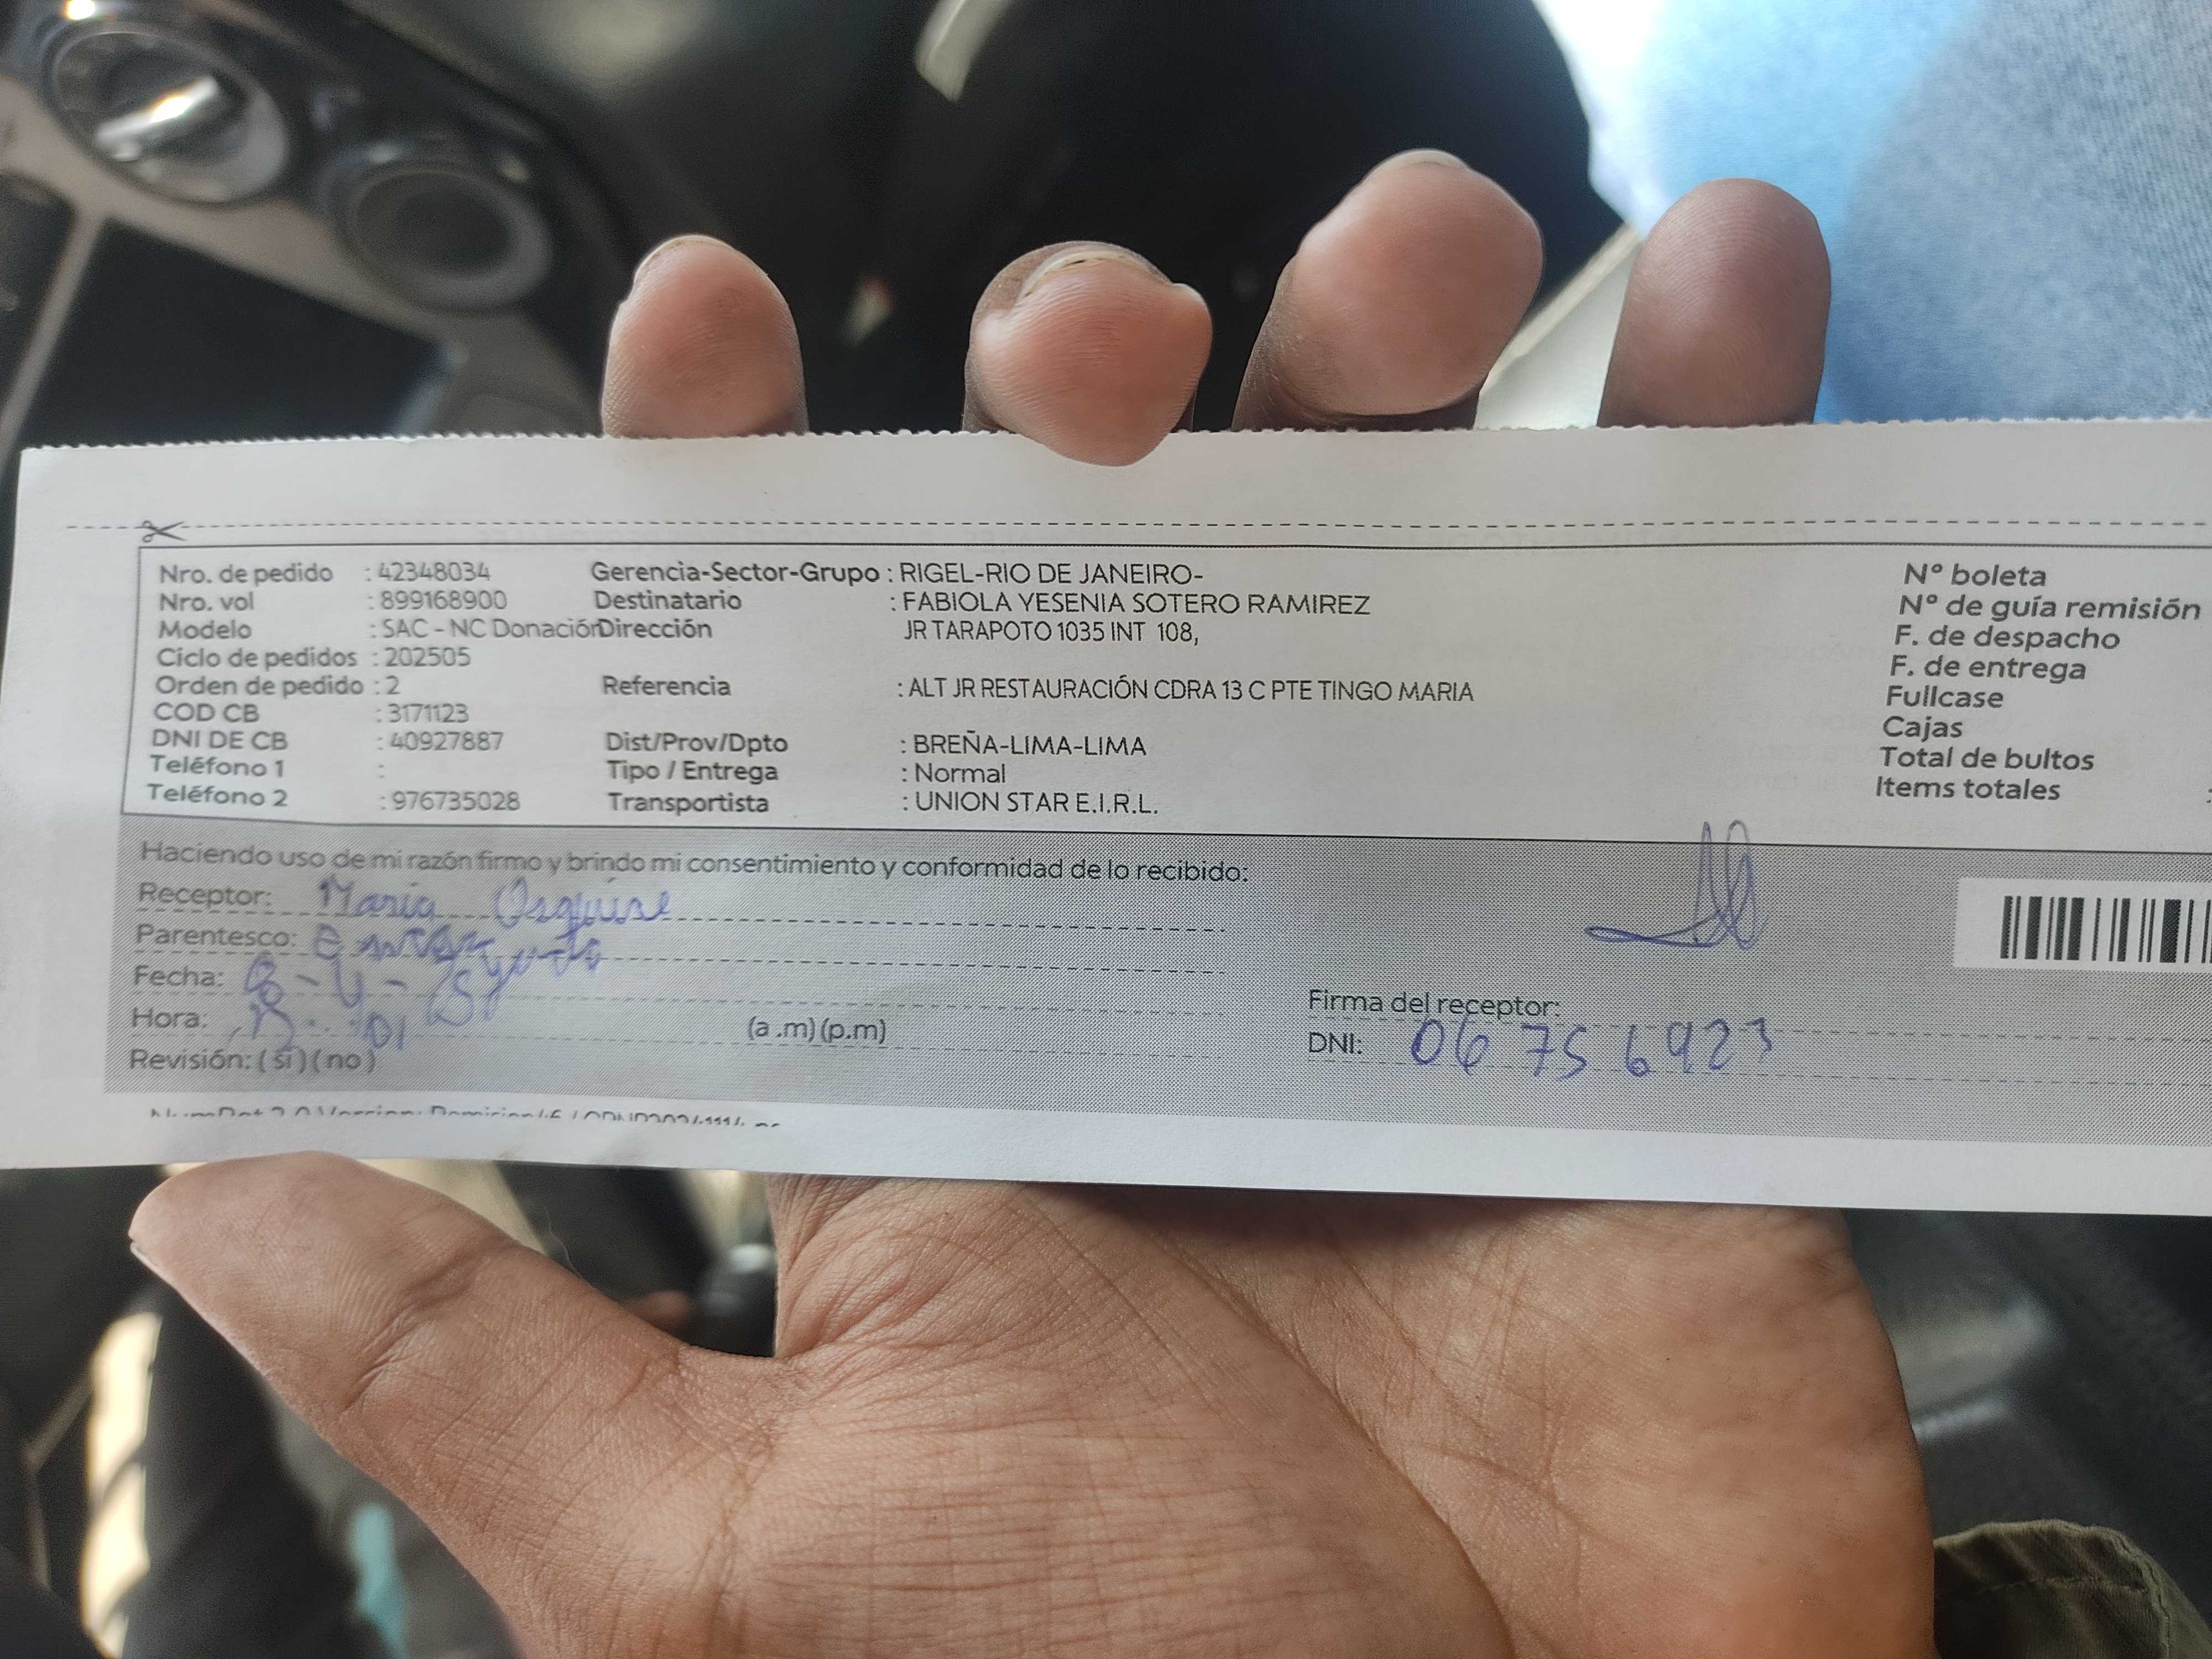 Nro. de pedido : 42348034 Gerencia-Sector-Grupo : RIGEL-RIO DE JANEIRO- Nº boleta
Nro. vol : 899168900 Destinatario : FABIOLA YESENIA SOTERO RAMIREZ Nº de guía remisión
Modelo : SAC - NC Donación Dirección JR TARAPOTO 1035 INT 108, F. de despacho
Ciclo de pedidos : 202505 F. de entrega
Orden de pedido : 2 Referencia : ALT JR RESTAURACIÓN CDRA 13 C PTE TINGO MARIA Fullcase
COD CB : 3171123 Cajas
DNI DE CB : 40927887 Dist/Prov/Dpto : BREÑA-LIMA-LIMA Total de bultos
Teléfono 1 : Tipo / Entrega : Normal Items totales :
Teléfono 2 : 976735028 Transportista : UNION STAR E.I.R.L.
Haciendo uso de mi razón firmo y brindo mi consentimiento y conformidad de lo recibido:
Receptor: Maria
Parentesco:
Fecha:
Hora: (a .m) (p.m)
Revisión: ( si ) ( no )
Firma del receptor:
DNI: 06 75 6923